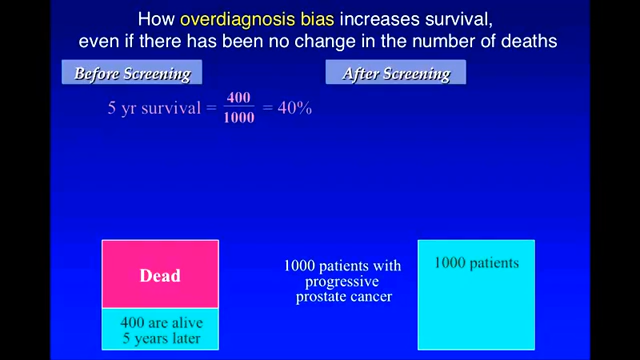 How overdiagnosis bias increases survival,
even if there has been no change in the number of deaths
Before Screening
After Screening
5 yr survival = 400/1000 = 40%
Dead
400 are alive
5 years later
1000 patients with
progressive
prostate cancer
1000 patients